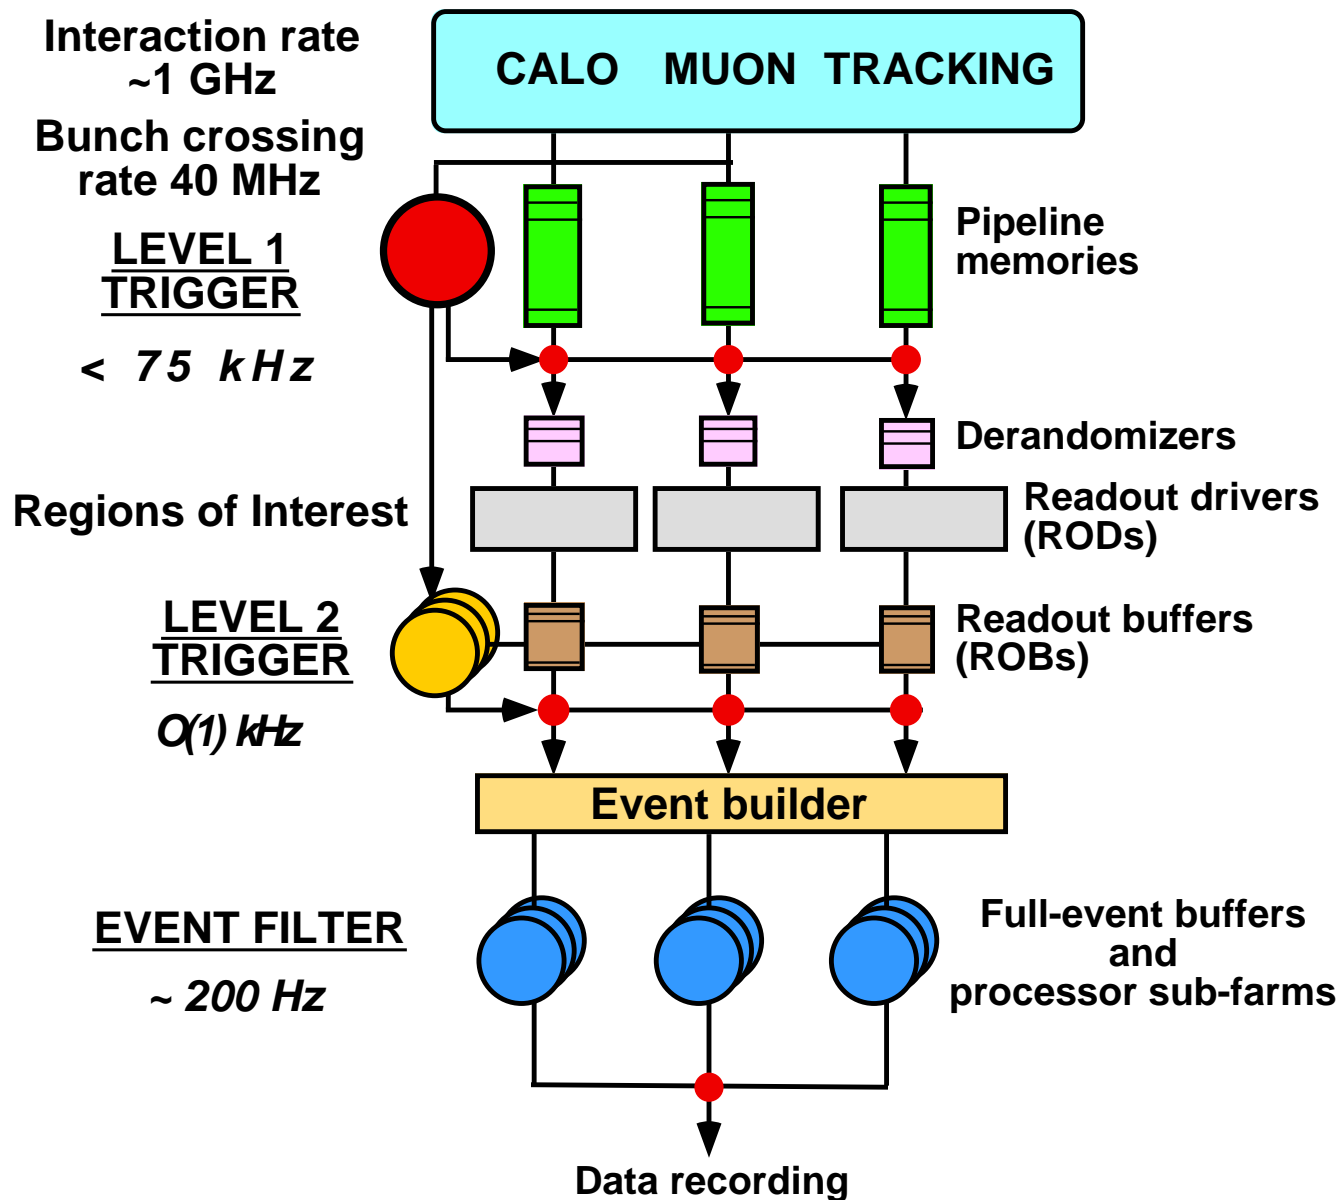 Interaction rate
~1 GHz
Bunch crossing
rate 40 MHz
LEVEL 1
TRIGGER
< 75 kHz
Regions of Interest
LEVEL 2
TRIGGER
O(1) kHz
EVENT FILTER
~ 200 Hz
CALO MUON TRACKING
Pipeline
memories
Derandomizers
Readout drivers
(RODs)
Readout buffers
(ROBs)
Event builder
Full-event buffers
and
processor sub-farms
Data recording